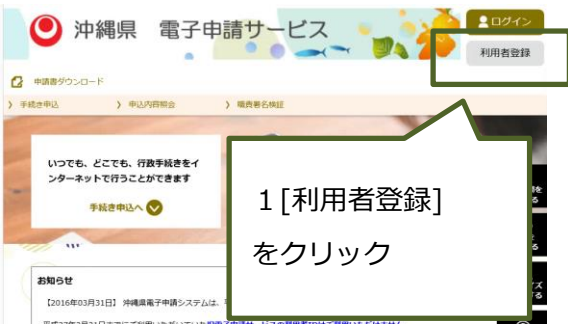 沖縄県 電子申請サービス
ログイン
利用者登録
申請書ダウンロード
手続き申込
申込内容照会
職責署名検証
いつでも、どこでも、行政手続きをイ
ンターネットで行うことができます
手続き申込へ
1[利用者登録]
をクリック
お知らせ
【2016年03月31日】 沖縄県電子申請システムは、